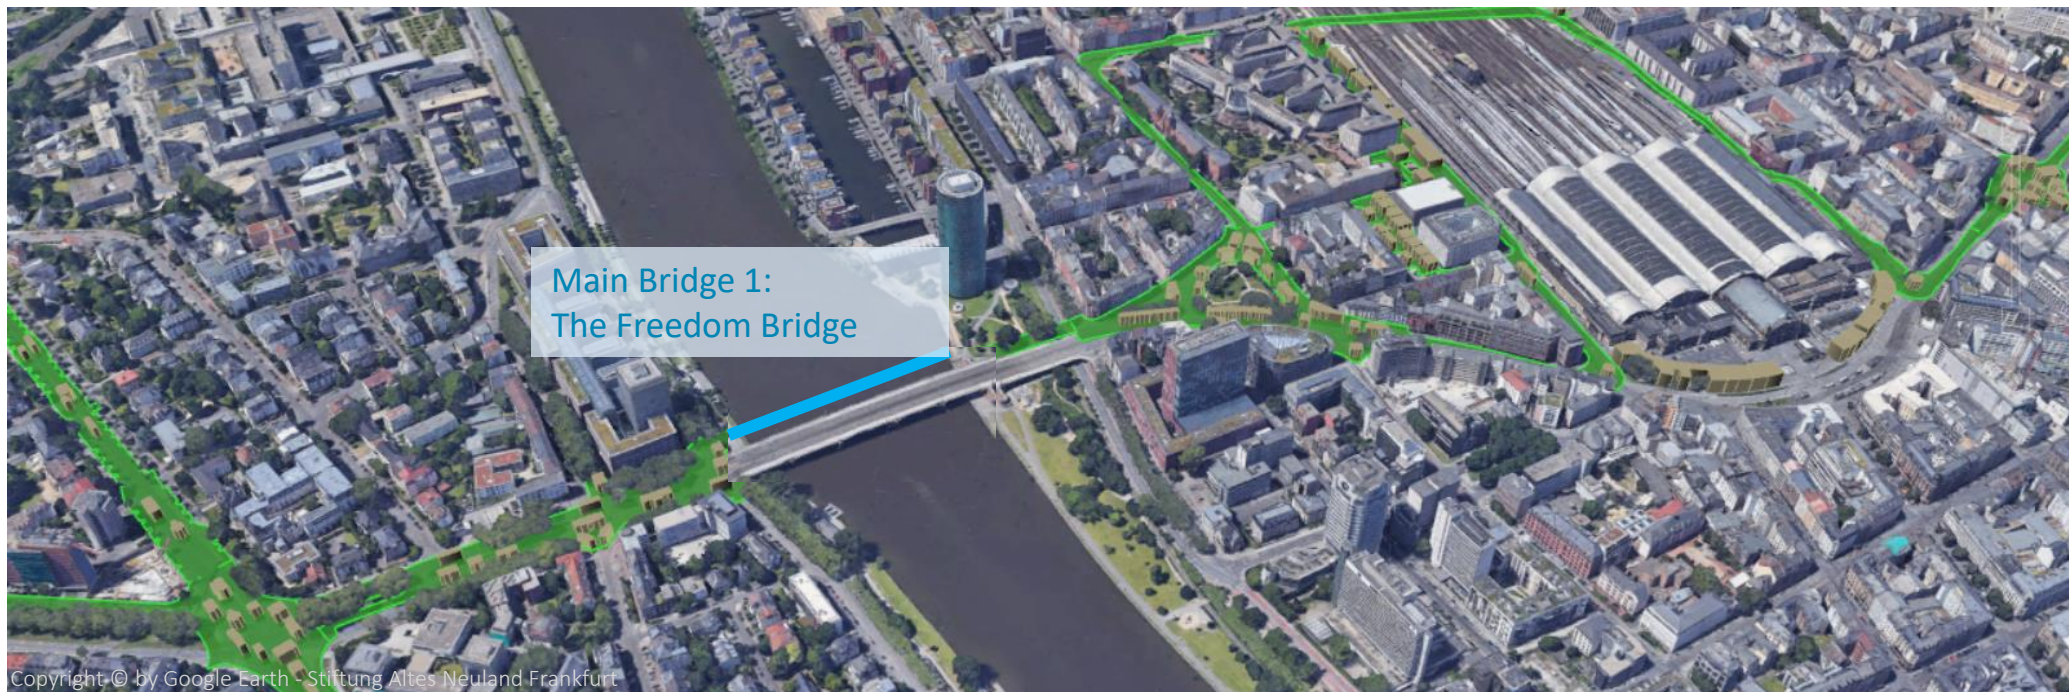 Main Bridge 1:
The Freedom Bridge
Copyright © by Google Earth - Stiftung Altes Neuland Frankfurt